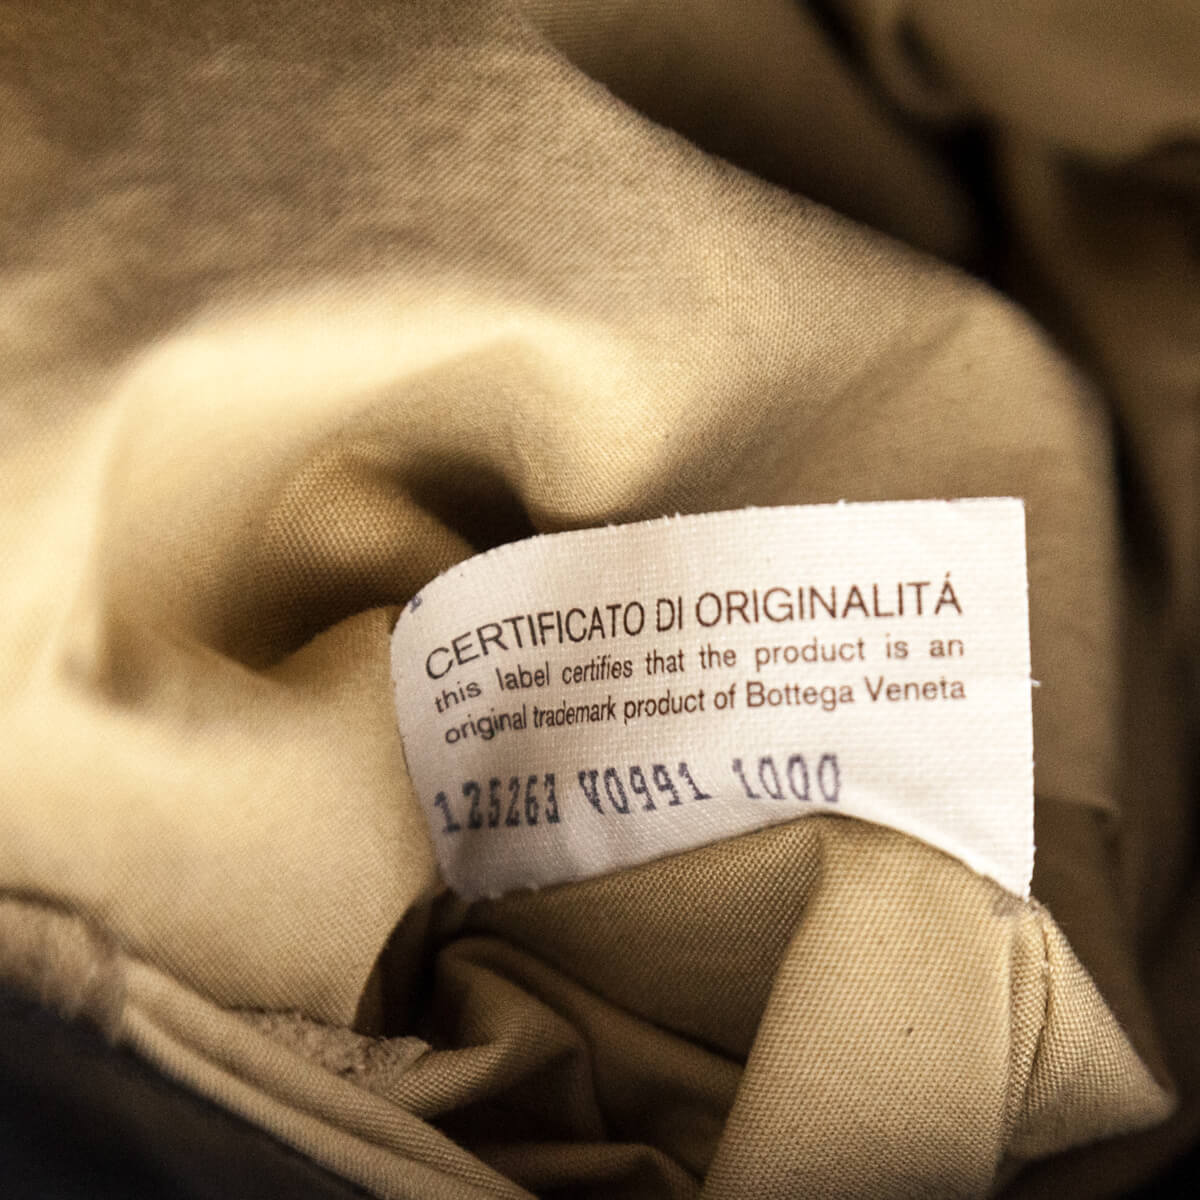 CERTIFICATO DI ORIGINALITÁ
this label certifies that the product is an
original trademark product of Bottega Veneta
125263 V0991 1000